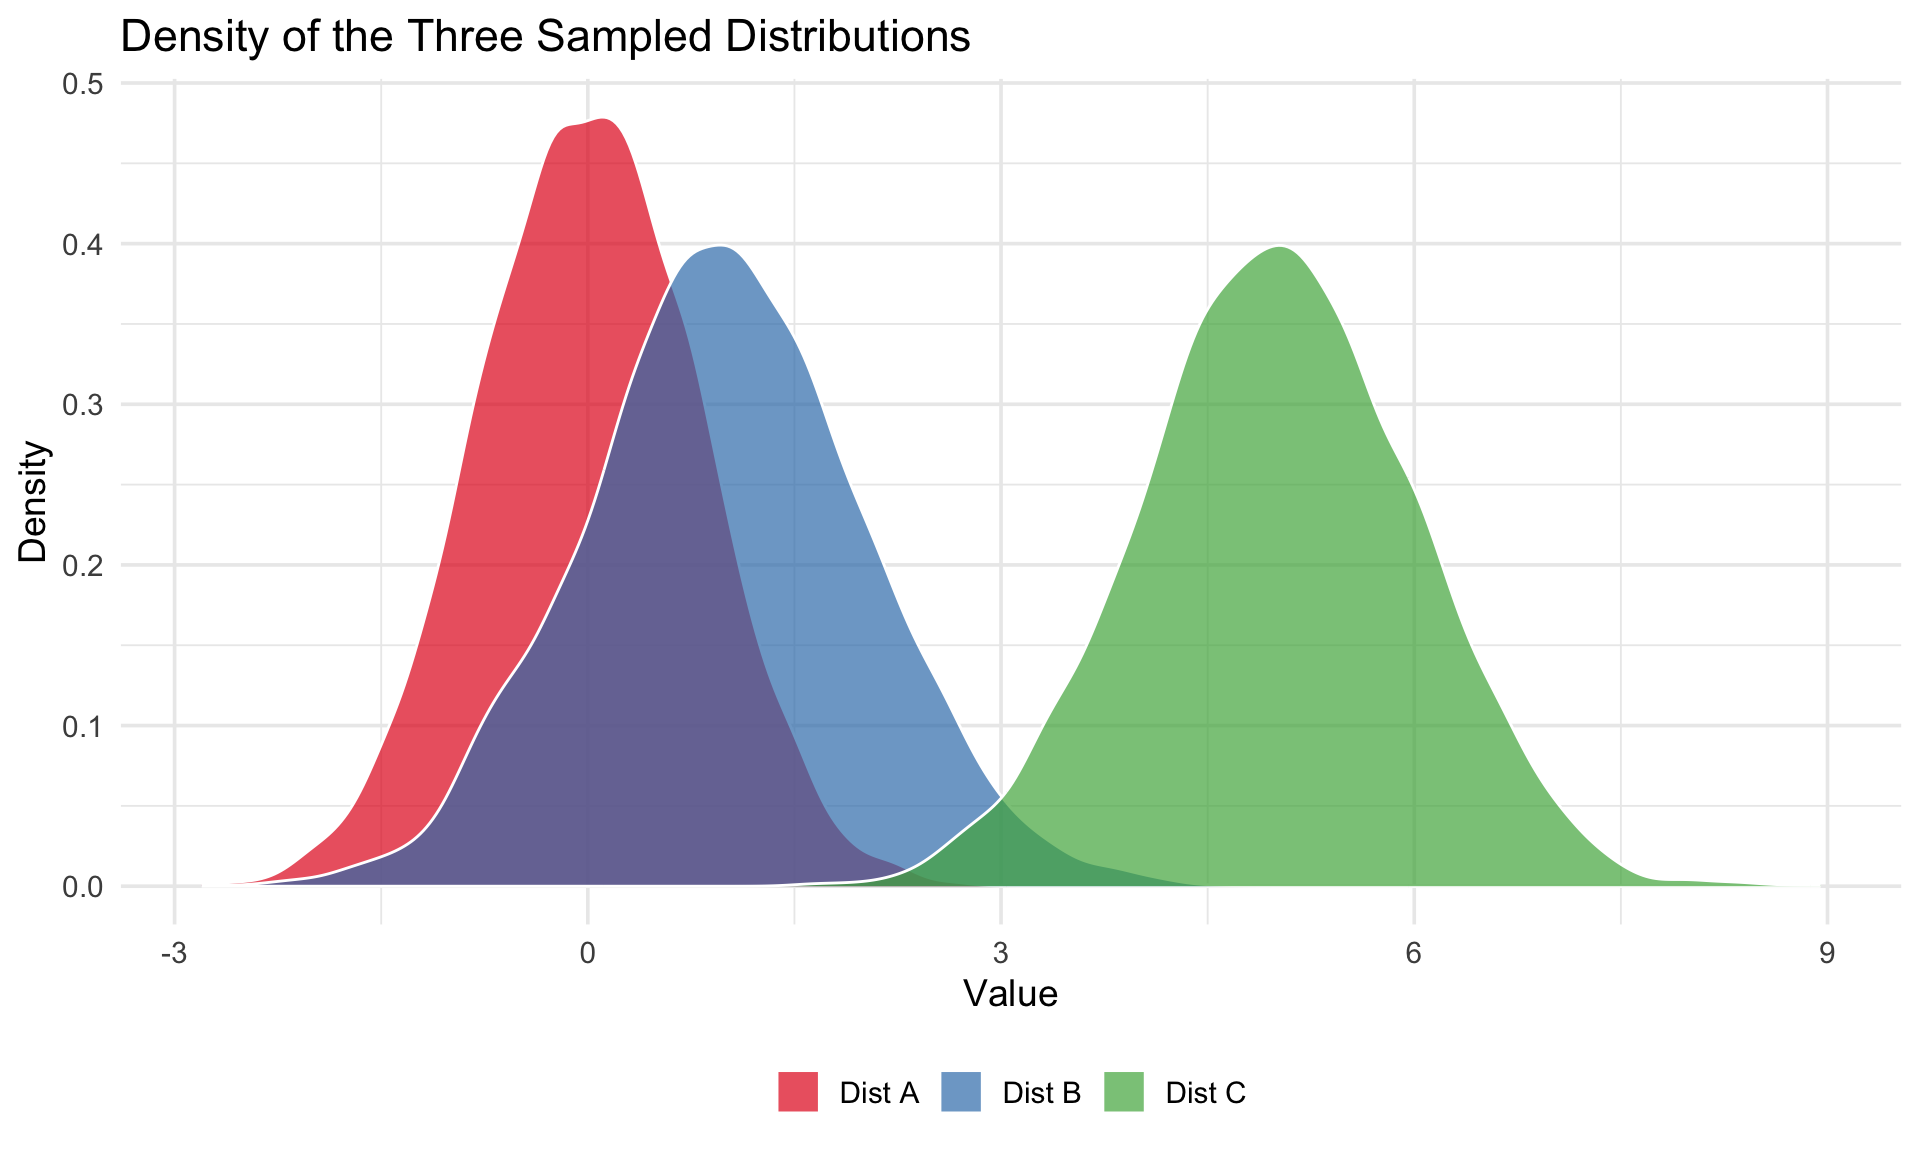 Density of the Three Sampled Distributions
0.5
0.4
0.3
0.2
0.1
0.0
Density
-3 0 3 6 9
Value
Dist A Dist B Dist C